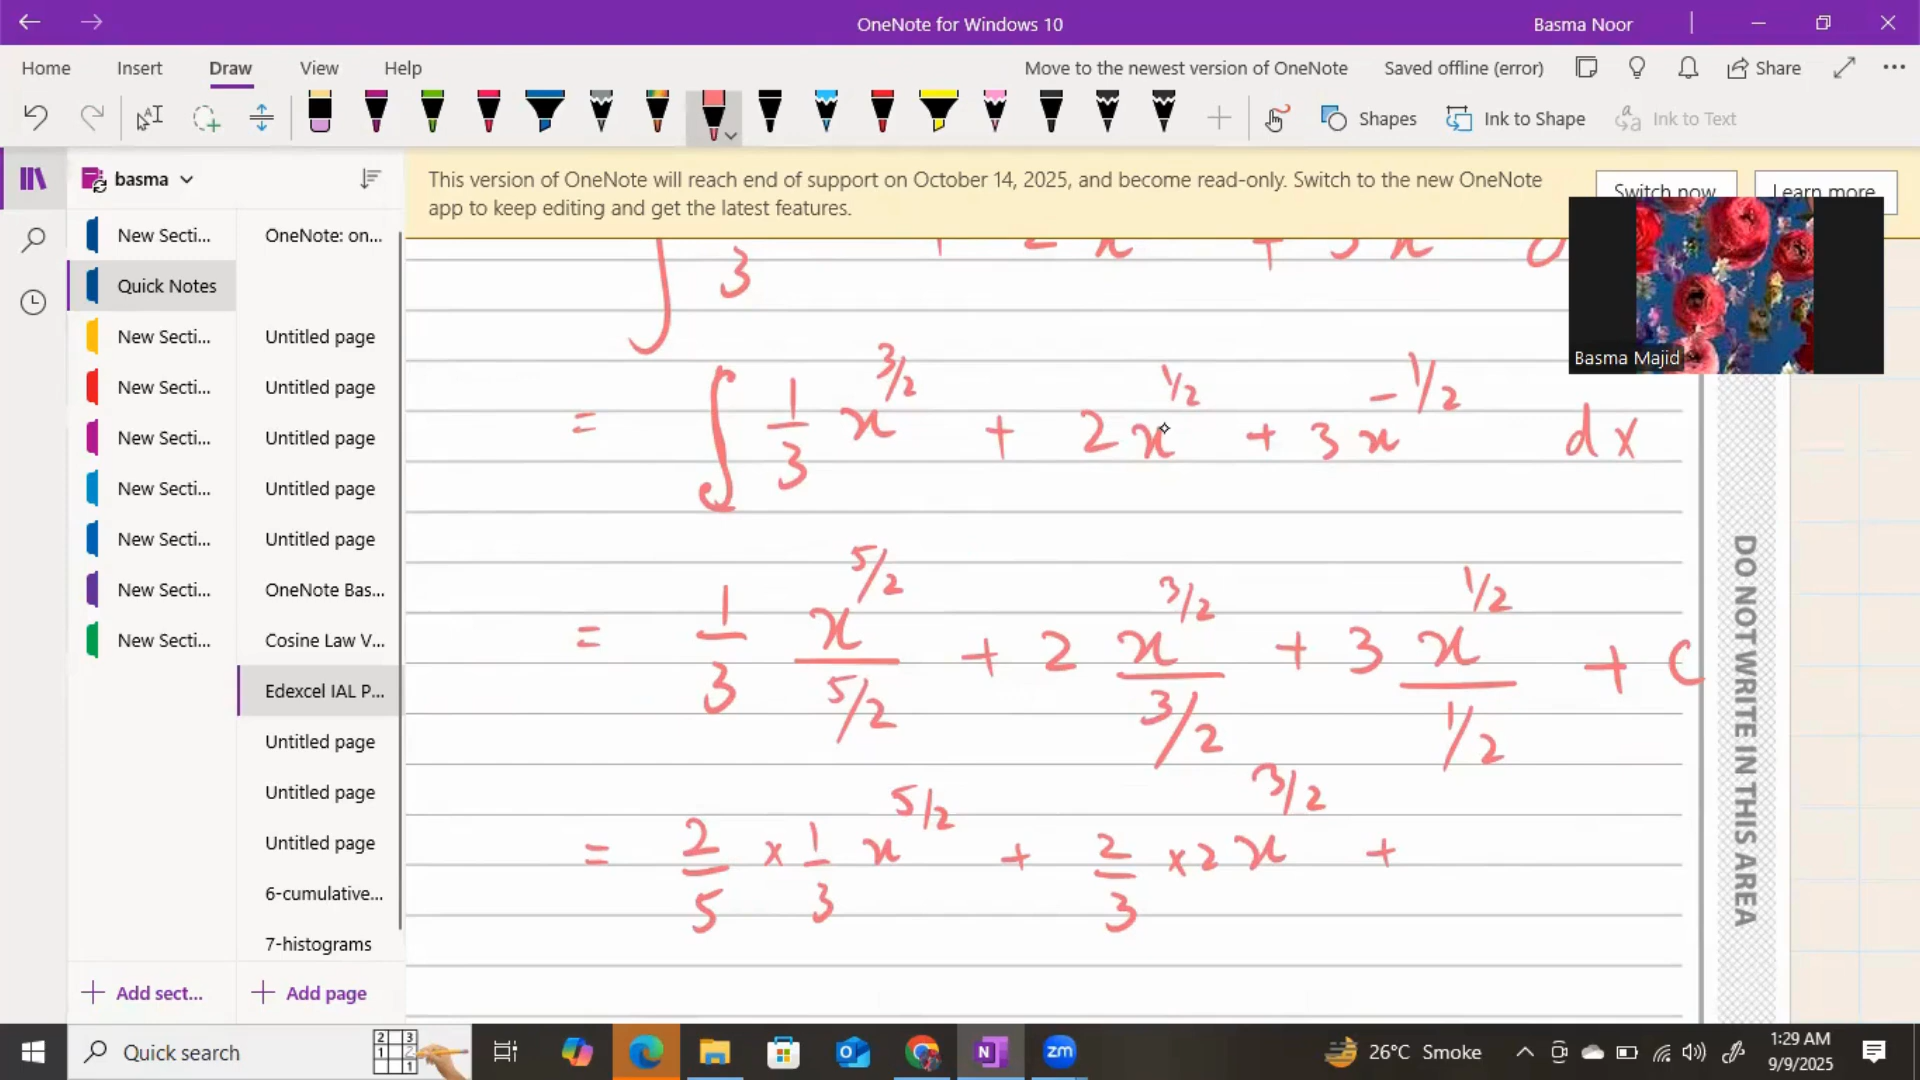 OneNote for Windows 10
Basma Noor
Home Insert Draw View Help
Move to the newest version of OneNote Saved offline (error) Share
Shapes Ink to Shape Ink to Text
basma
This version of OneNote will reach end of support on October 14, 2025, and become read-only. Switch to the new OneNote
app to keep editing and get the latest features.
Switch now Learn more
New Secti...
Quick Notes
New Secti...
New Secti...
New Secti...
New Secti...
New Secti...
New Secti...
New Secti...
OneNote: on...
Untitled page
Untitled page
Untitled page
Untitled page
Untitled page
OneNote Bas...
Cosine Law V...
Edexcel IAL P...
Untitled page
Untitled page
Untitled page
6-cumulative...
7-histograms
Add sect...
Add page
Basma Majid
= ∫ 1/3 x^3/2 + 2x^1/2 + 3x^-1/2 dx
= 1/3 x^5/2 / 5/2 + 2 x^3/2 / 3/2 + 3 x^1/2 / 1/2 + C
= 2/5 × 1/3 x^5/2 + 2/3 × 2x^3/2 +
DO NOT WRITE IN THIS AREA
Quick search
26°C Smoke
1:29 AM
9/9/2025